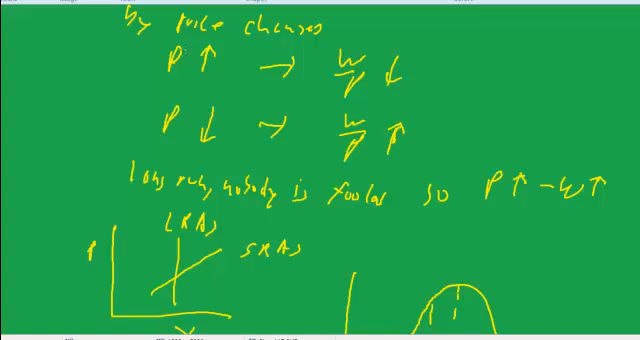 by price changes
P ↑ → W/P ↓
P ↓ → W/P ↑
long run, nobody is fooled so P ↑ – W ↑
LRAS
P
SRAS
Y